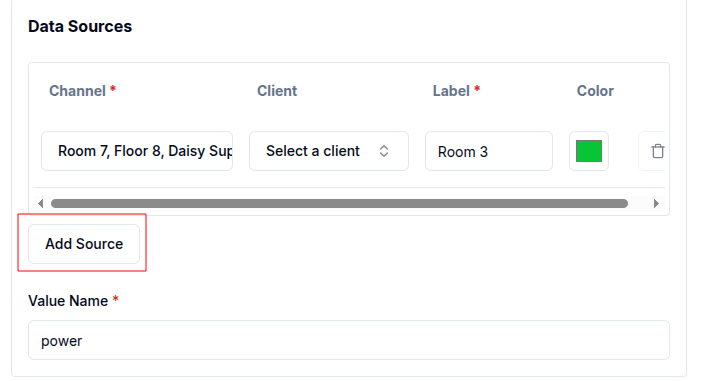 Data Sources
Channel * Client Label * Color
Room 7, Floor 8, Daisy Sup Select a client Room 3
Add Source
Value Name *
power